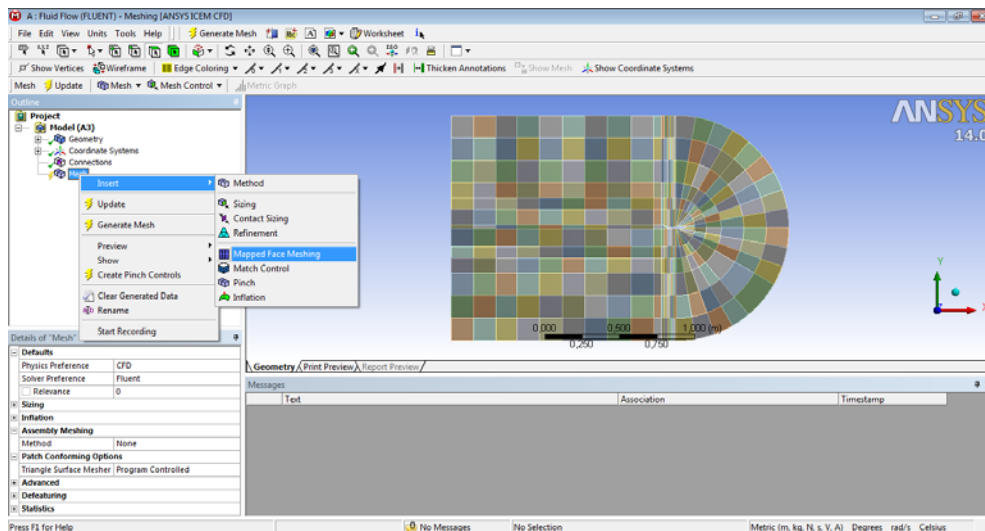 A : Fluid Flow (FLUENT) - Meshing [ANSYS ICEM CFD]
File Edit View Units Tools Help Generate Mesh A Worksheet
Show Vertices Wireframe Edge Coloring Thicken Annotations Show Mesh Show Coordinate Systems
Mesh Update Mesh Mesh Control Metric Graph
Outline
Project
Model (A3)
Geometry
Coordinate Systems
Connections
Mesh
Insert
Update
Generate Mesh
Preview
Show
Create Pinch Controls
Clear Generated Data
Rename
Start Recording
Method
Sizing
Contact Sizing
Refinement
Mapped Face Meshing
Match Control
Pinch
Inflation
ANSYS
14.0
Y
X
0,000 0,500 1,000 (m)
0,250 0,750
Geometry Print Preview Report Preview
Details of "Mesh"
Defaults
Physics Preference CFD
Solver Preference Fluent
Relevance 0
Sizing
Inflation
Assembly Meshing
Method None
Patch Conforming Options
Triangle Surface Mesher Program Controlled
Advanced
Defeaturing
Statistics
Messages
Text Association Timestamp
Press F1 for Help No Messages No Selection Metric (m, kg, N, s, V, A) Degrees rad/s Celsius